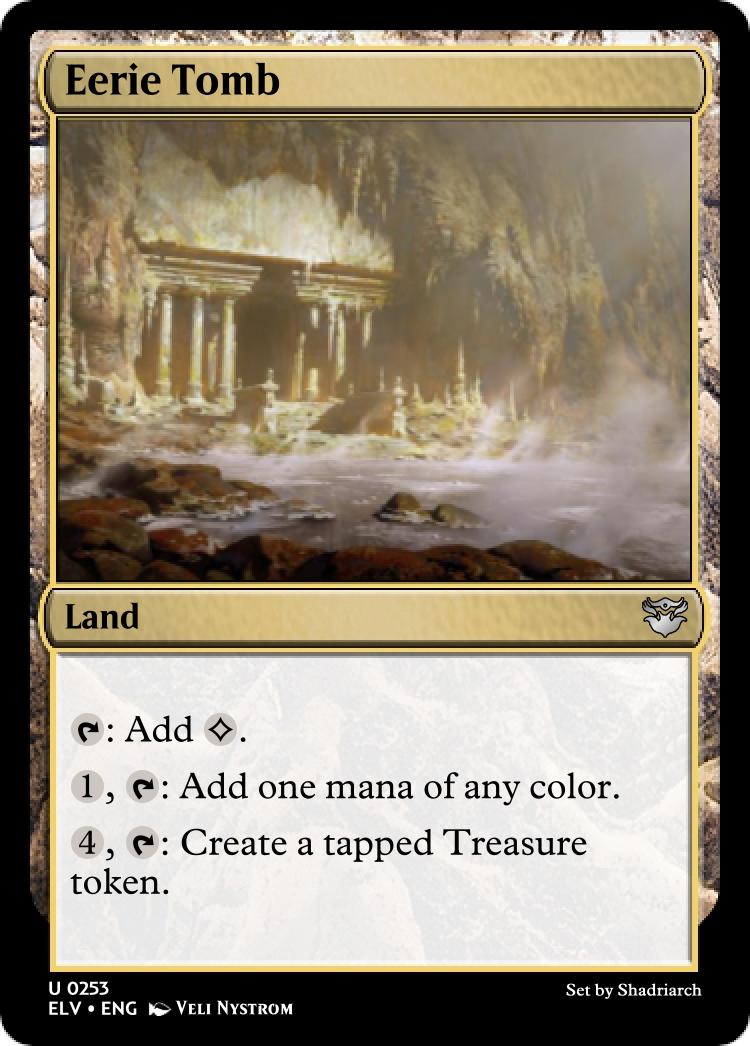 Eerie Tomb
Land
: Add .
1, : Add one mana of any color.
4, : Create a tapped Treasure
token.
U 0253
Set by Shadriarch
ELV • ENG VELI NYSTROM